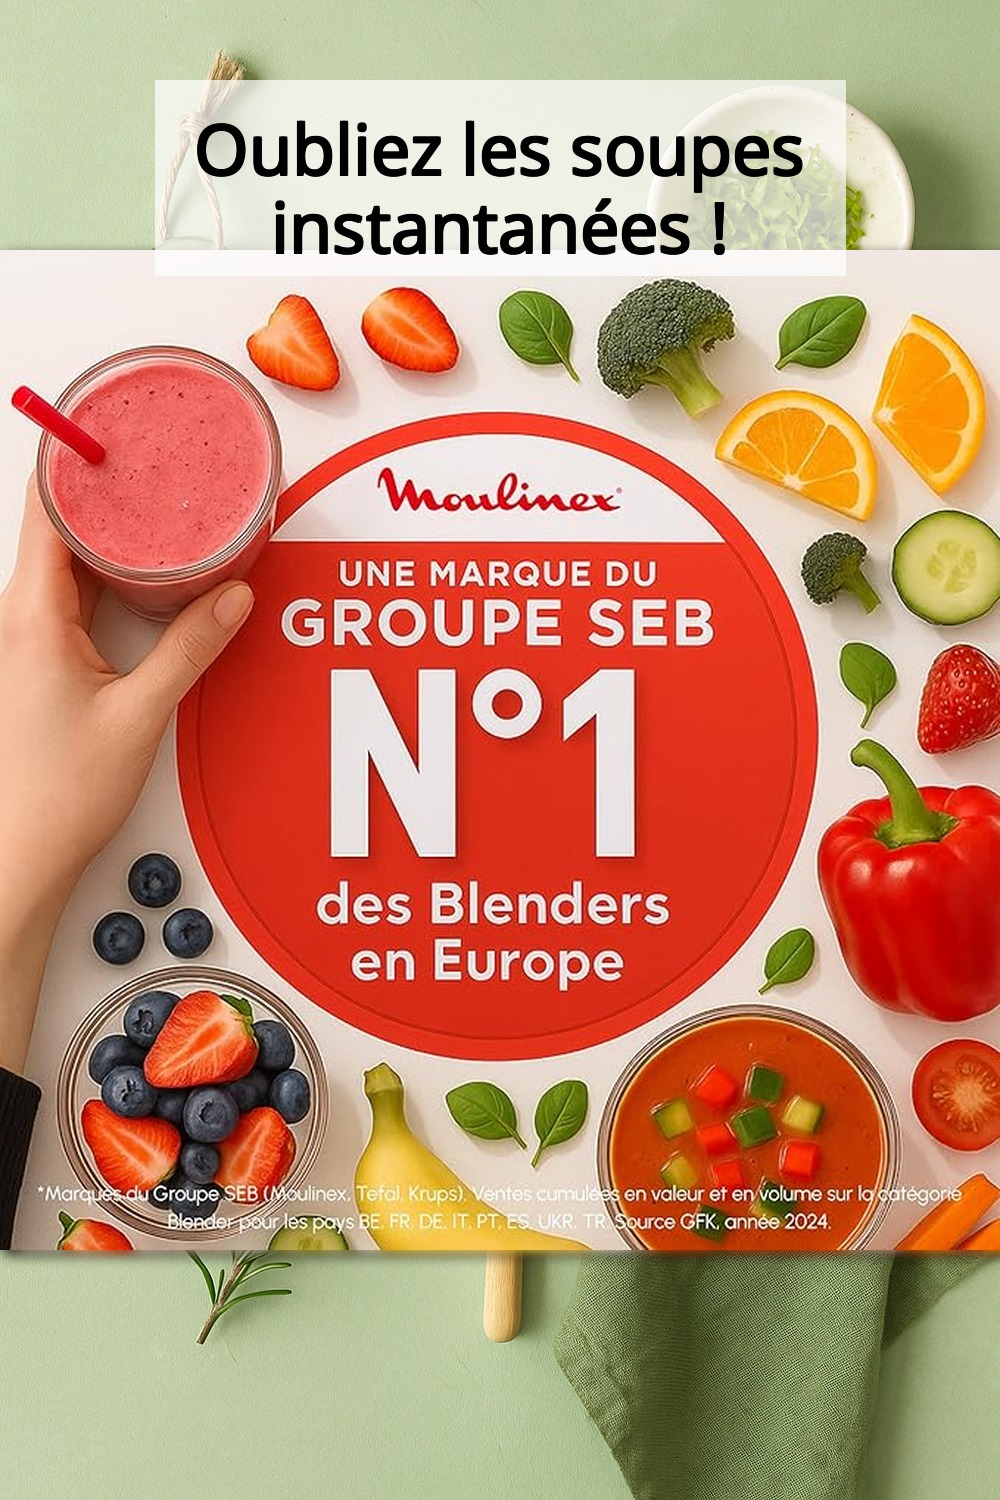 Oubliez les soupes
instantanées !
Moulinex®
UNE MARQUE DU
GROUPE SEB
N°1
des Blenders
en Europe
*Marques du Groupe SEB (Moulinex, Tefal, Krups). Ventes cumulées en valeur et en volume sur la catégorie
Blender pour les pays BE, FR, DE, IT, PT, ES, UKR, TR. Source GFK, année 2024.